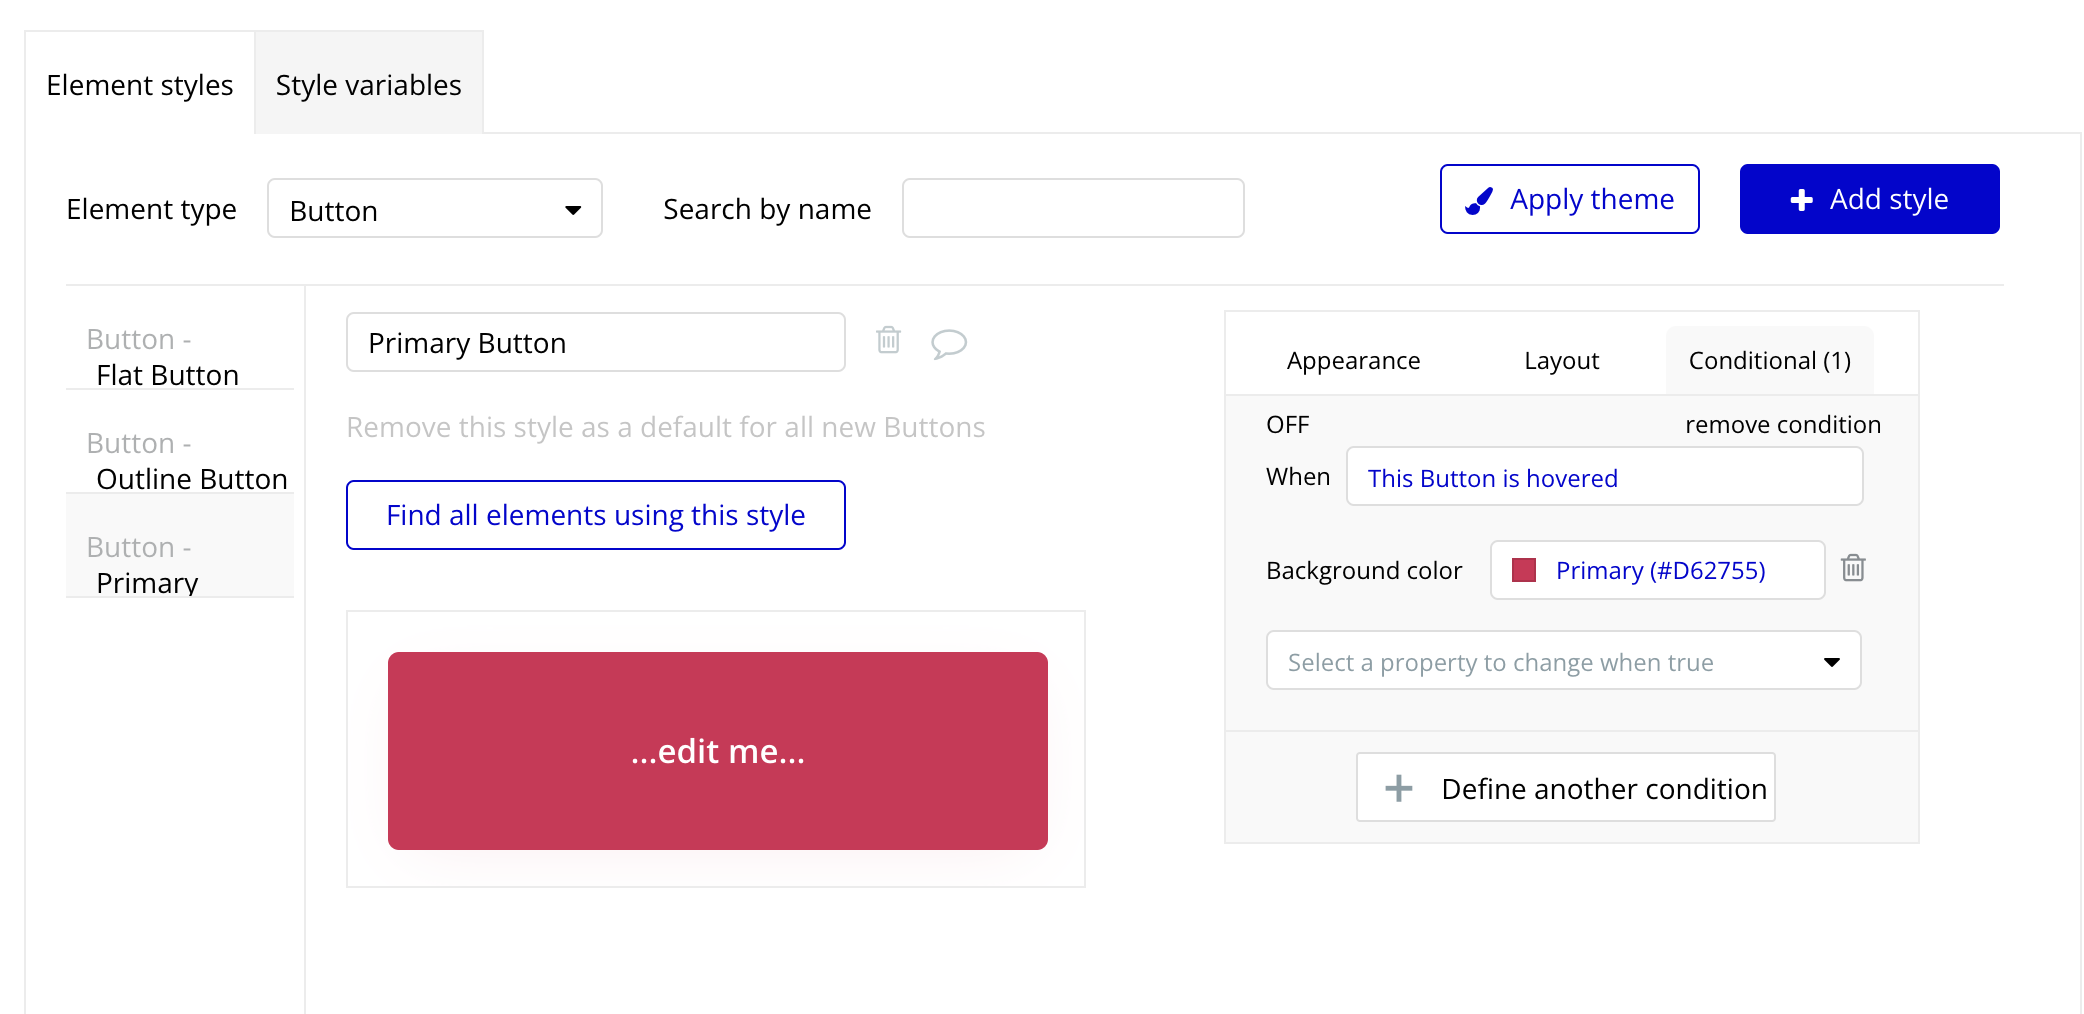 Element styles
Style variables
Element type
Button
Search by name
Apply theme
Add style
Button -
Flat Button
Button -
Outline Button
Button -
Primary
Primary Button
Remove this style as a default for all new Buttons
Find all elements using this style
...edit me...
Appearance
Layout
Conditional (1)
OFF
remove condition
When
This Button is hovered
Background color
Primary (#D62755)
Select a property to change when true
Define another condition